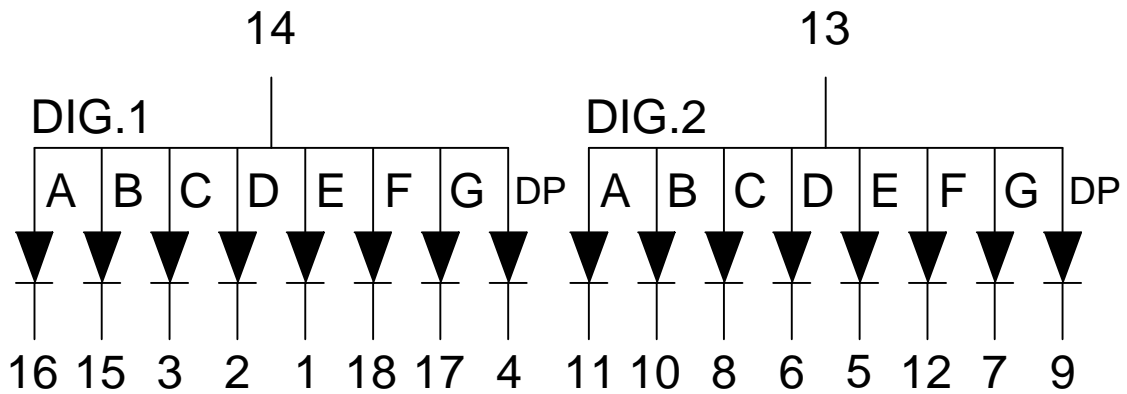 14 13
DIG.1 DIG.2
A B C D E F G DP A B C D E F G DP
16 15 3 2 1 18 17 4 11 10 8 6 5 12 7 9